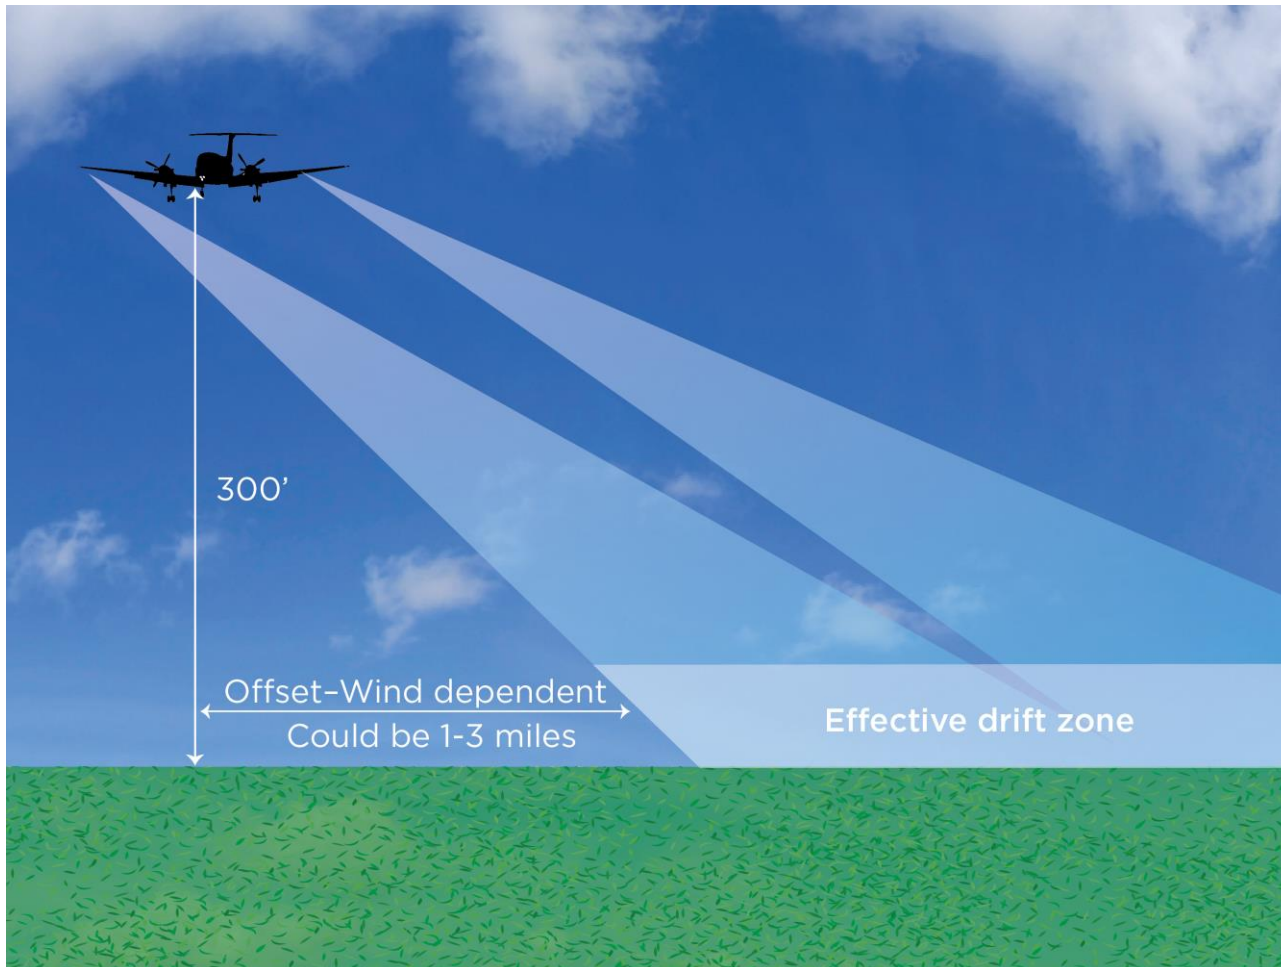 300’
Offset–Wind dependent
Could be 1-3 miles
Effective drift zone